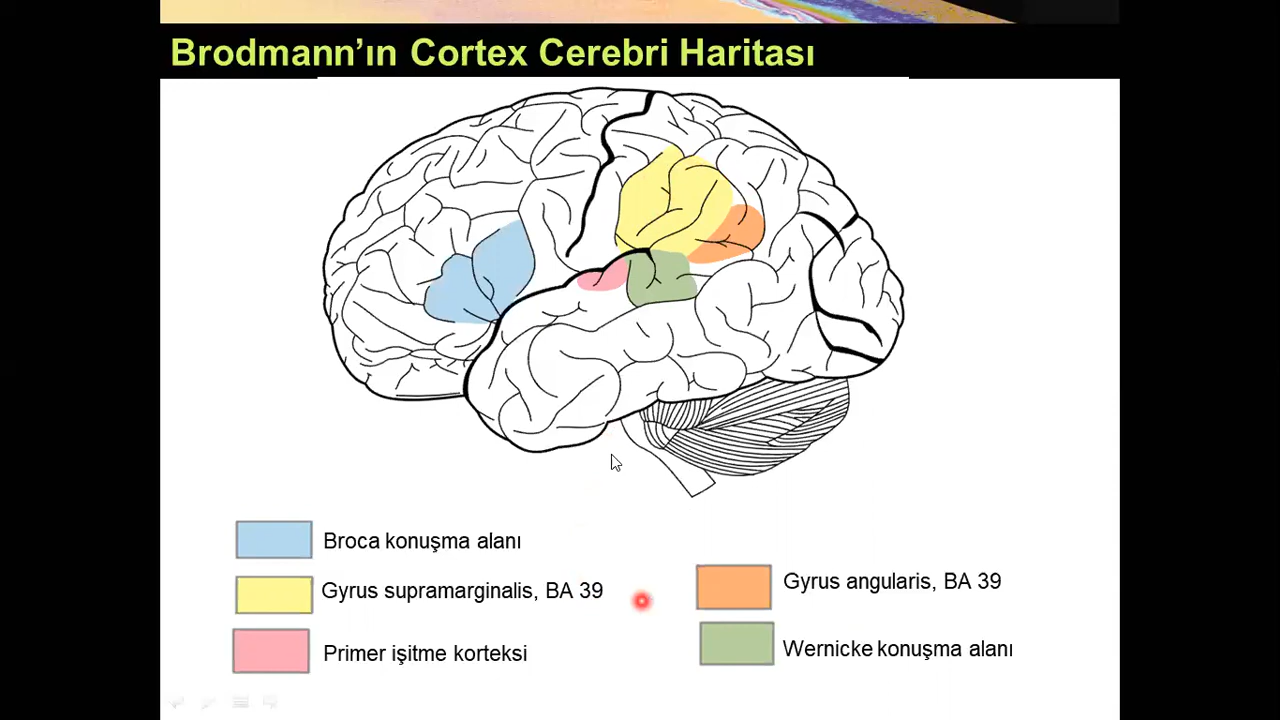 Brodmann’ın Cortex Cerebri Haritası
Broca konuşma alanı
Gyrus supramarginalis, BA 39
Primer işitme korteksi
Gyrus angularis, BA 39
Wernicke konuşma alanı